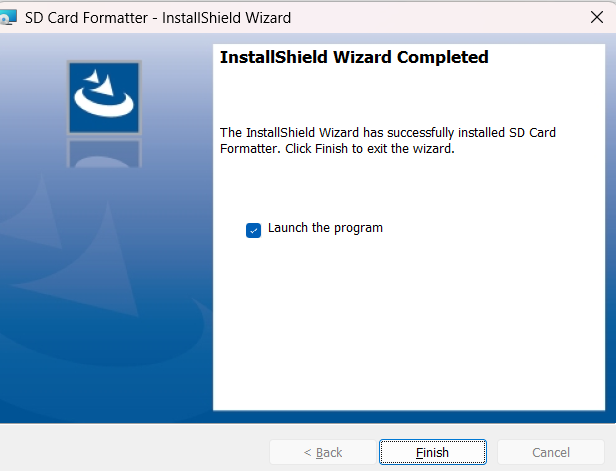 SD Card Formatter - InstallShield Wizard
InstallShield Wizard Completed
The InstallShield Wizard has successfully installed SD Card
Formatter. Click Finish to exit the wizard.
Launch the program
< Back
Finish
Cancel